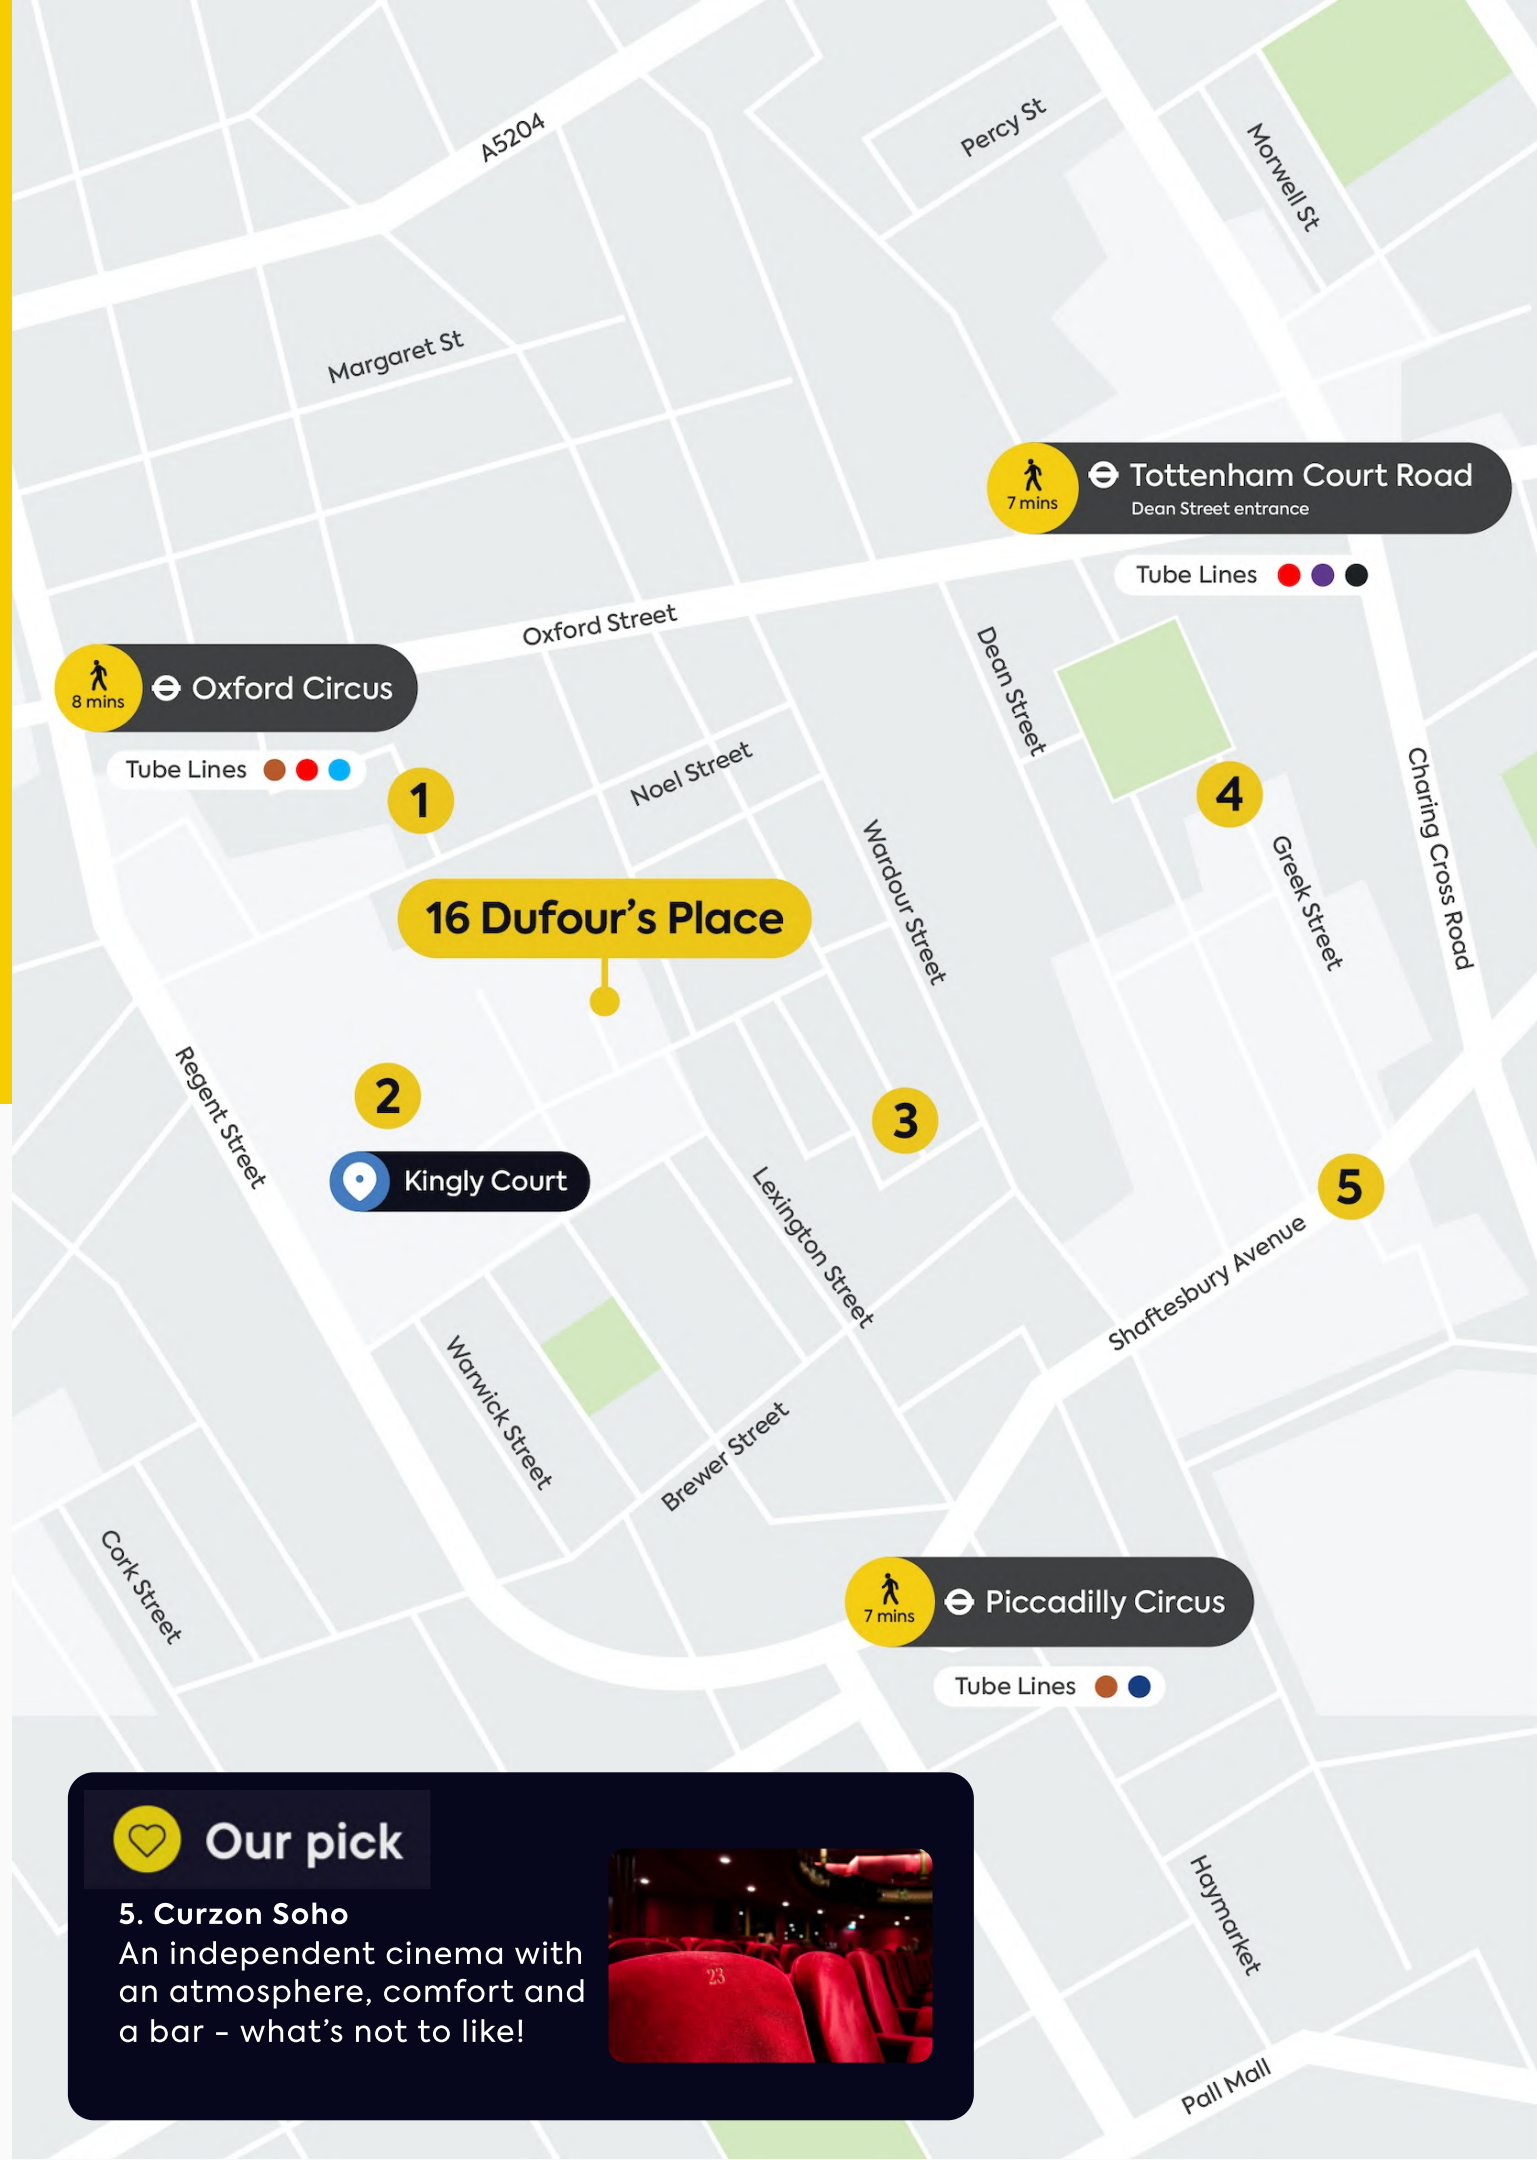 A5204
Percy St
Morwell St
Margaret St
7 mins
Tottenham Court Road
Dean Street entrance
Tube Lines
Oxford Street
Dean Street
8 mins
Oxford Circus
Tube Lines
1
Noel Street
4
Charing Cross Road
Wardour Street
Greek Street
16 Dufour's Place
Regent Street
2
3
Kingly Court
5
Lexington Street
Shaftesbury Avenue
Warwick Street
Brewer Street
Cork Street
7 mins
Piccadilly Circus
Tube Lines
Our pick
5. Curzon Soho
An independent cinema with
an atmosphere, comfort and
a bar - what's not to like!
23
Haymarket
Pall Mall